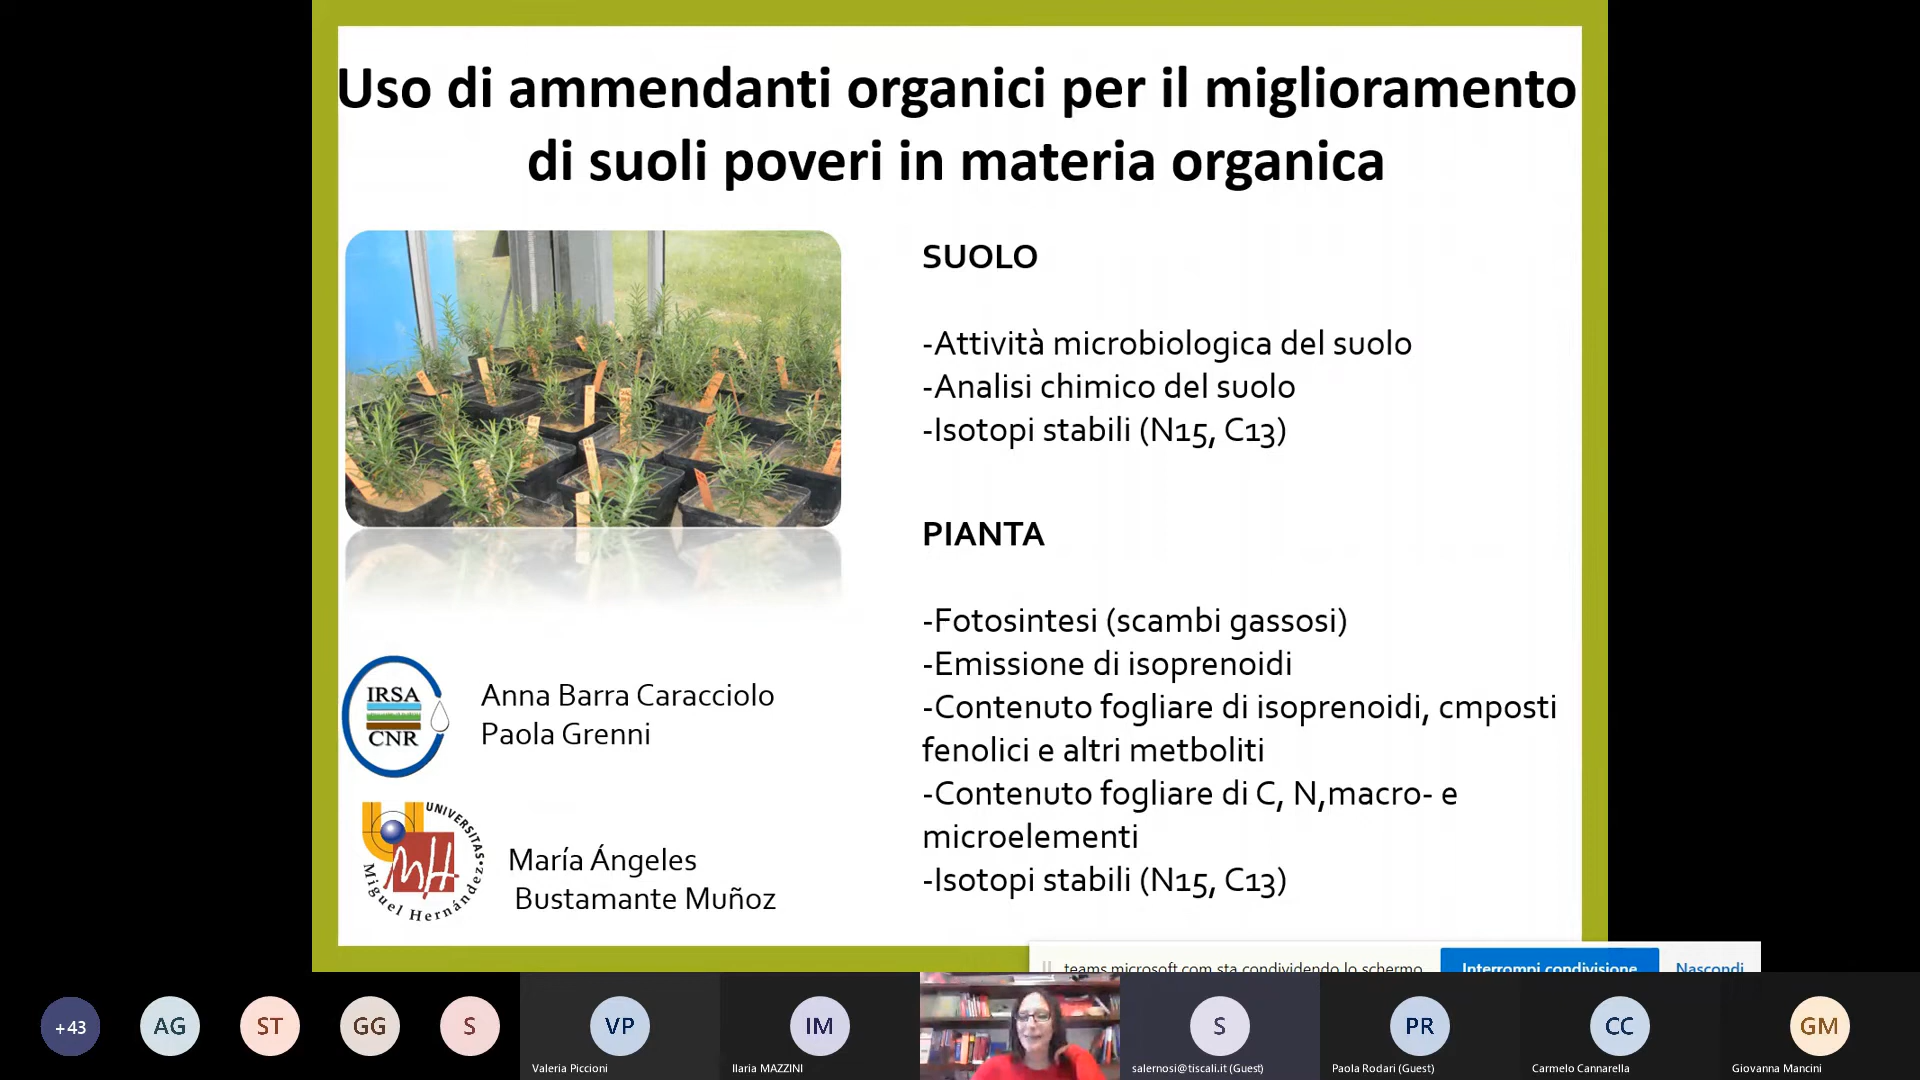 Uso di ammendanti organici per il miglioramento
di suoli poveri in materia organica
SUOLO
-Attività microbiologica del suolo
-Analisi chimico del suolo
-Isotopi stabili (N15, C13)
PIANTA
-Fotosintesi (scambi gassosi)
-Emissione di isoprenoidi
-Contenuto fogliare di isoprenoidi, cmposti
fenolici e altri metboliti
-Contenuto fogliare di C, N,macro- e
microelementi
-Isotopi stabili (N15, C13)
IRSA
CNR
Anna Barra Caracciolo
Paola Grenni
UNIVERSITAS
Miguel Hernández
MH
María Ángeles
Bustamante Muñoz
teams.microsoft.com sta condividendo lo schermo.
Interrompi condivisione
Nascondi
+43
AG
ST
GG
S
VP
Valeria Piccioni
IM
Ilaria MAZZINI
S
salernosi@tiscali.it (Guest)
PR
Paola Rodari (Guest)
CC
Carmelo Cannarella
GM
Giovanna Mancini